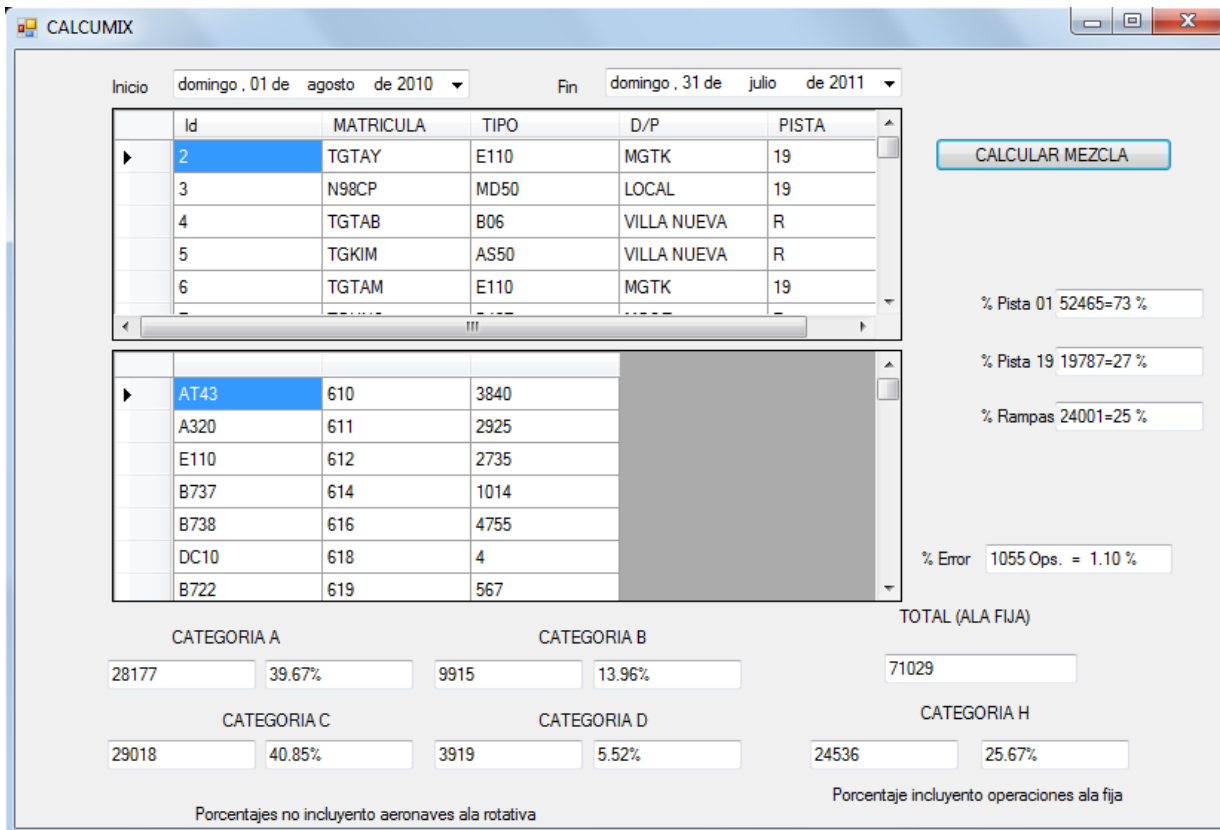 CALCUMIX
Inicio domingo , 01 de agosto de 2010 Fin domingo , 31 de julio de 2011
Id MATRICULA TIPO D/P PISTA
2 TGTAY E110 MGTK 19
3 N98CP MD50 LOCAL 19
4 TGTAB B06 VILLA NUEVA R
5 TGKIM AS50 VILLA NUEVA R
6 TGTAM E110 MGTK 19
CALCULAR MEZCLA
% Pista 01 52465=73 %
% Pista 19 19787=27 %
% Rampas 24001=25 %
AT43 610 3840
A320 611 2925
E110 612 2735
B737 614 1014
B738 616 4755
DC10 618 4
B722 619 567
% Error 1055 Ops. = 1.10 %
TOTAL (ALA FIJA)
71029
CATEGORIA A CATEGORIA B
28177 39.67% 9915 13.96%
CATEGORIA C CATEGORIA D CATEGORIA H
29018 40.85% 3919 5.52% 24536 25.67%
Porcentajes no incluyento aeronaves ala rotativa
Porcentaje incluyento operaciones ala fija